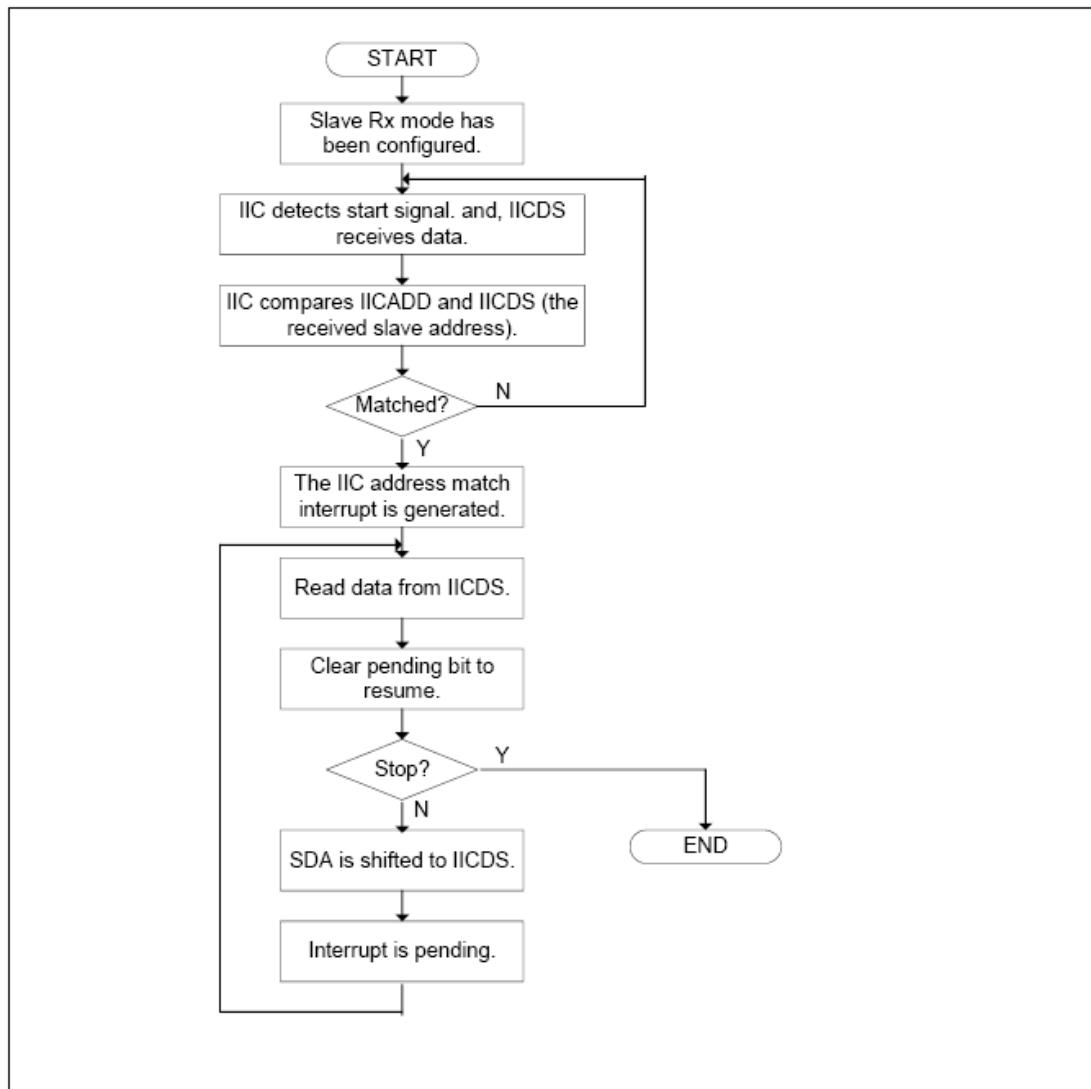 START
Slave Rx mode has
been configured.
IIC detects start signal. and, IICDS
receives data.
IIC compares IICADD and IICDS (the
received slave address).
Matched?
N
Y
The IIC address match
interrupt is generated.
Read data from IICDS.
Clear pending bit to
resume.
Stop?
Y
N
SDA is shifted to IICDS.
END
Interrupt is pending.